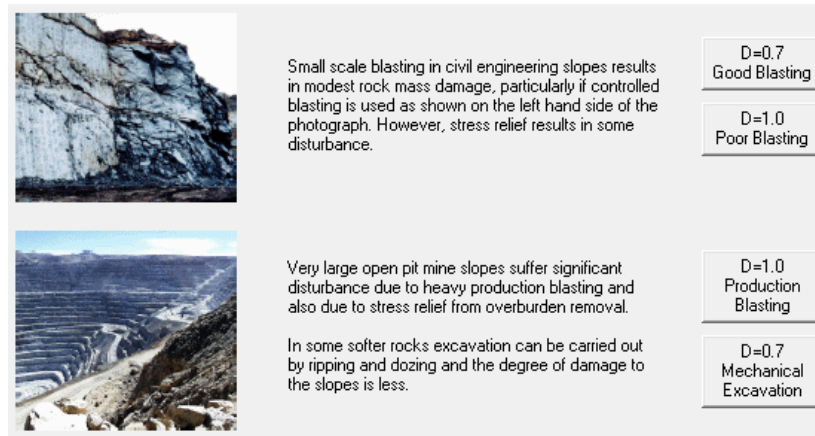 Small scale blasting in civil engineering slopes results
in modest rock mass damage, particularly if controlled
blasting is used as shown on the left hand side of the
photograph. However, stress relief results in some
disturbance.
D=0.7
Good Blasting
D=1.0
Poor Blasting
Very large open pit mine slopes suffer significant
disturbance due to heavy production blasting and
also due to stress relief from overburden removal.
In some softer rocks excavation can be carried out
by ripping and dozing and the degree of damage to
the slopes is less.
D=1.0
Production
Blasting
D=0.7
Mechanical
Excavation